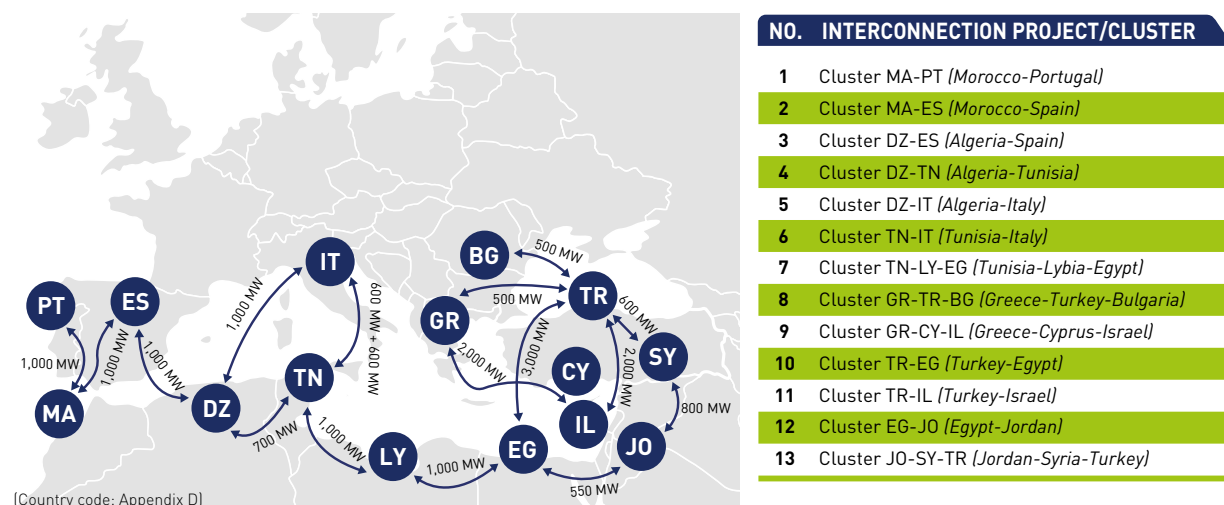 BG
500 MW
IT
TR
500 MW
600 MW
PT
ES
GR
SY
1,000 MW
600 MW + 600 MW
3,000 MW
2,000 MW
2,000 MW
CY
1,000 MW
1,000 MW
1,000 MW
TN
DZ
MA
IL
800 MW
700 MW
1,000 MW
LY
EG
JO
1,000 MW
550 MW
(Country code: Appendix D)
NO. INTERCONNECTION PROJECT/CLUSTER
1 Cluster MA-PT (Morocco-Portugal)
2 Cluster MA-ES (Morocco-Spain)
3 Cluster DZ-ES (Algeria-Spain)
4 Cluster DZ-TN (Algeria-Tunisia)
5 Cluster DZ-IT (Algeria-Italy)
6 Cluster TN-IT (Tunisia-Italy)
7 Cluster TN-LY-EG (Tunisia-Lybia-Egypt)
8 Cluster GR-TR-BG (Greece-Turkey-Bulgaria)
9 Cluster GR-CY-IL (Greece-Cyprus-Israel)
10 Cluster TR-EG (Turkey-Egypt)
11 Cluster TR-IL (Turkey-Israel)
12 Cluster EG-JO (Egypt-Jordan)
13 Cluster JO-SY-TR (Jordan-Syria-Turkey)